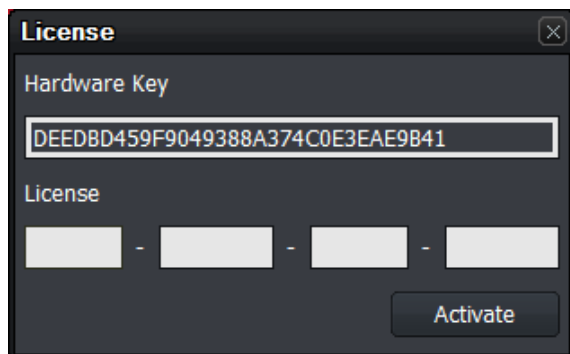 License
Hardware Key
DEEDBD459F9049388A374C0E3EAE9B41
License
- - -
Activate